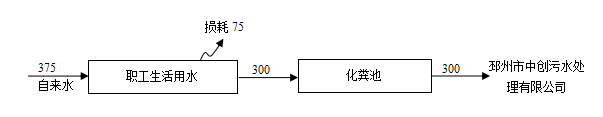 损耗 75
375
自来水
职工生活用水
300
化粪池
300
邳州市中创污水处
理有限公司